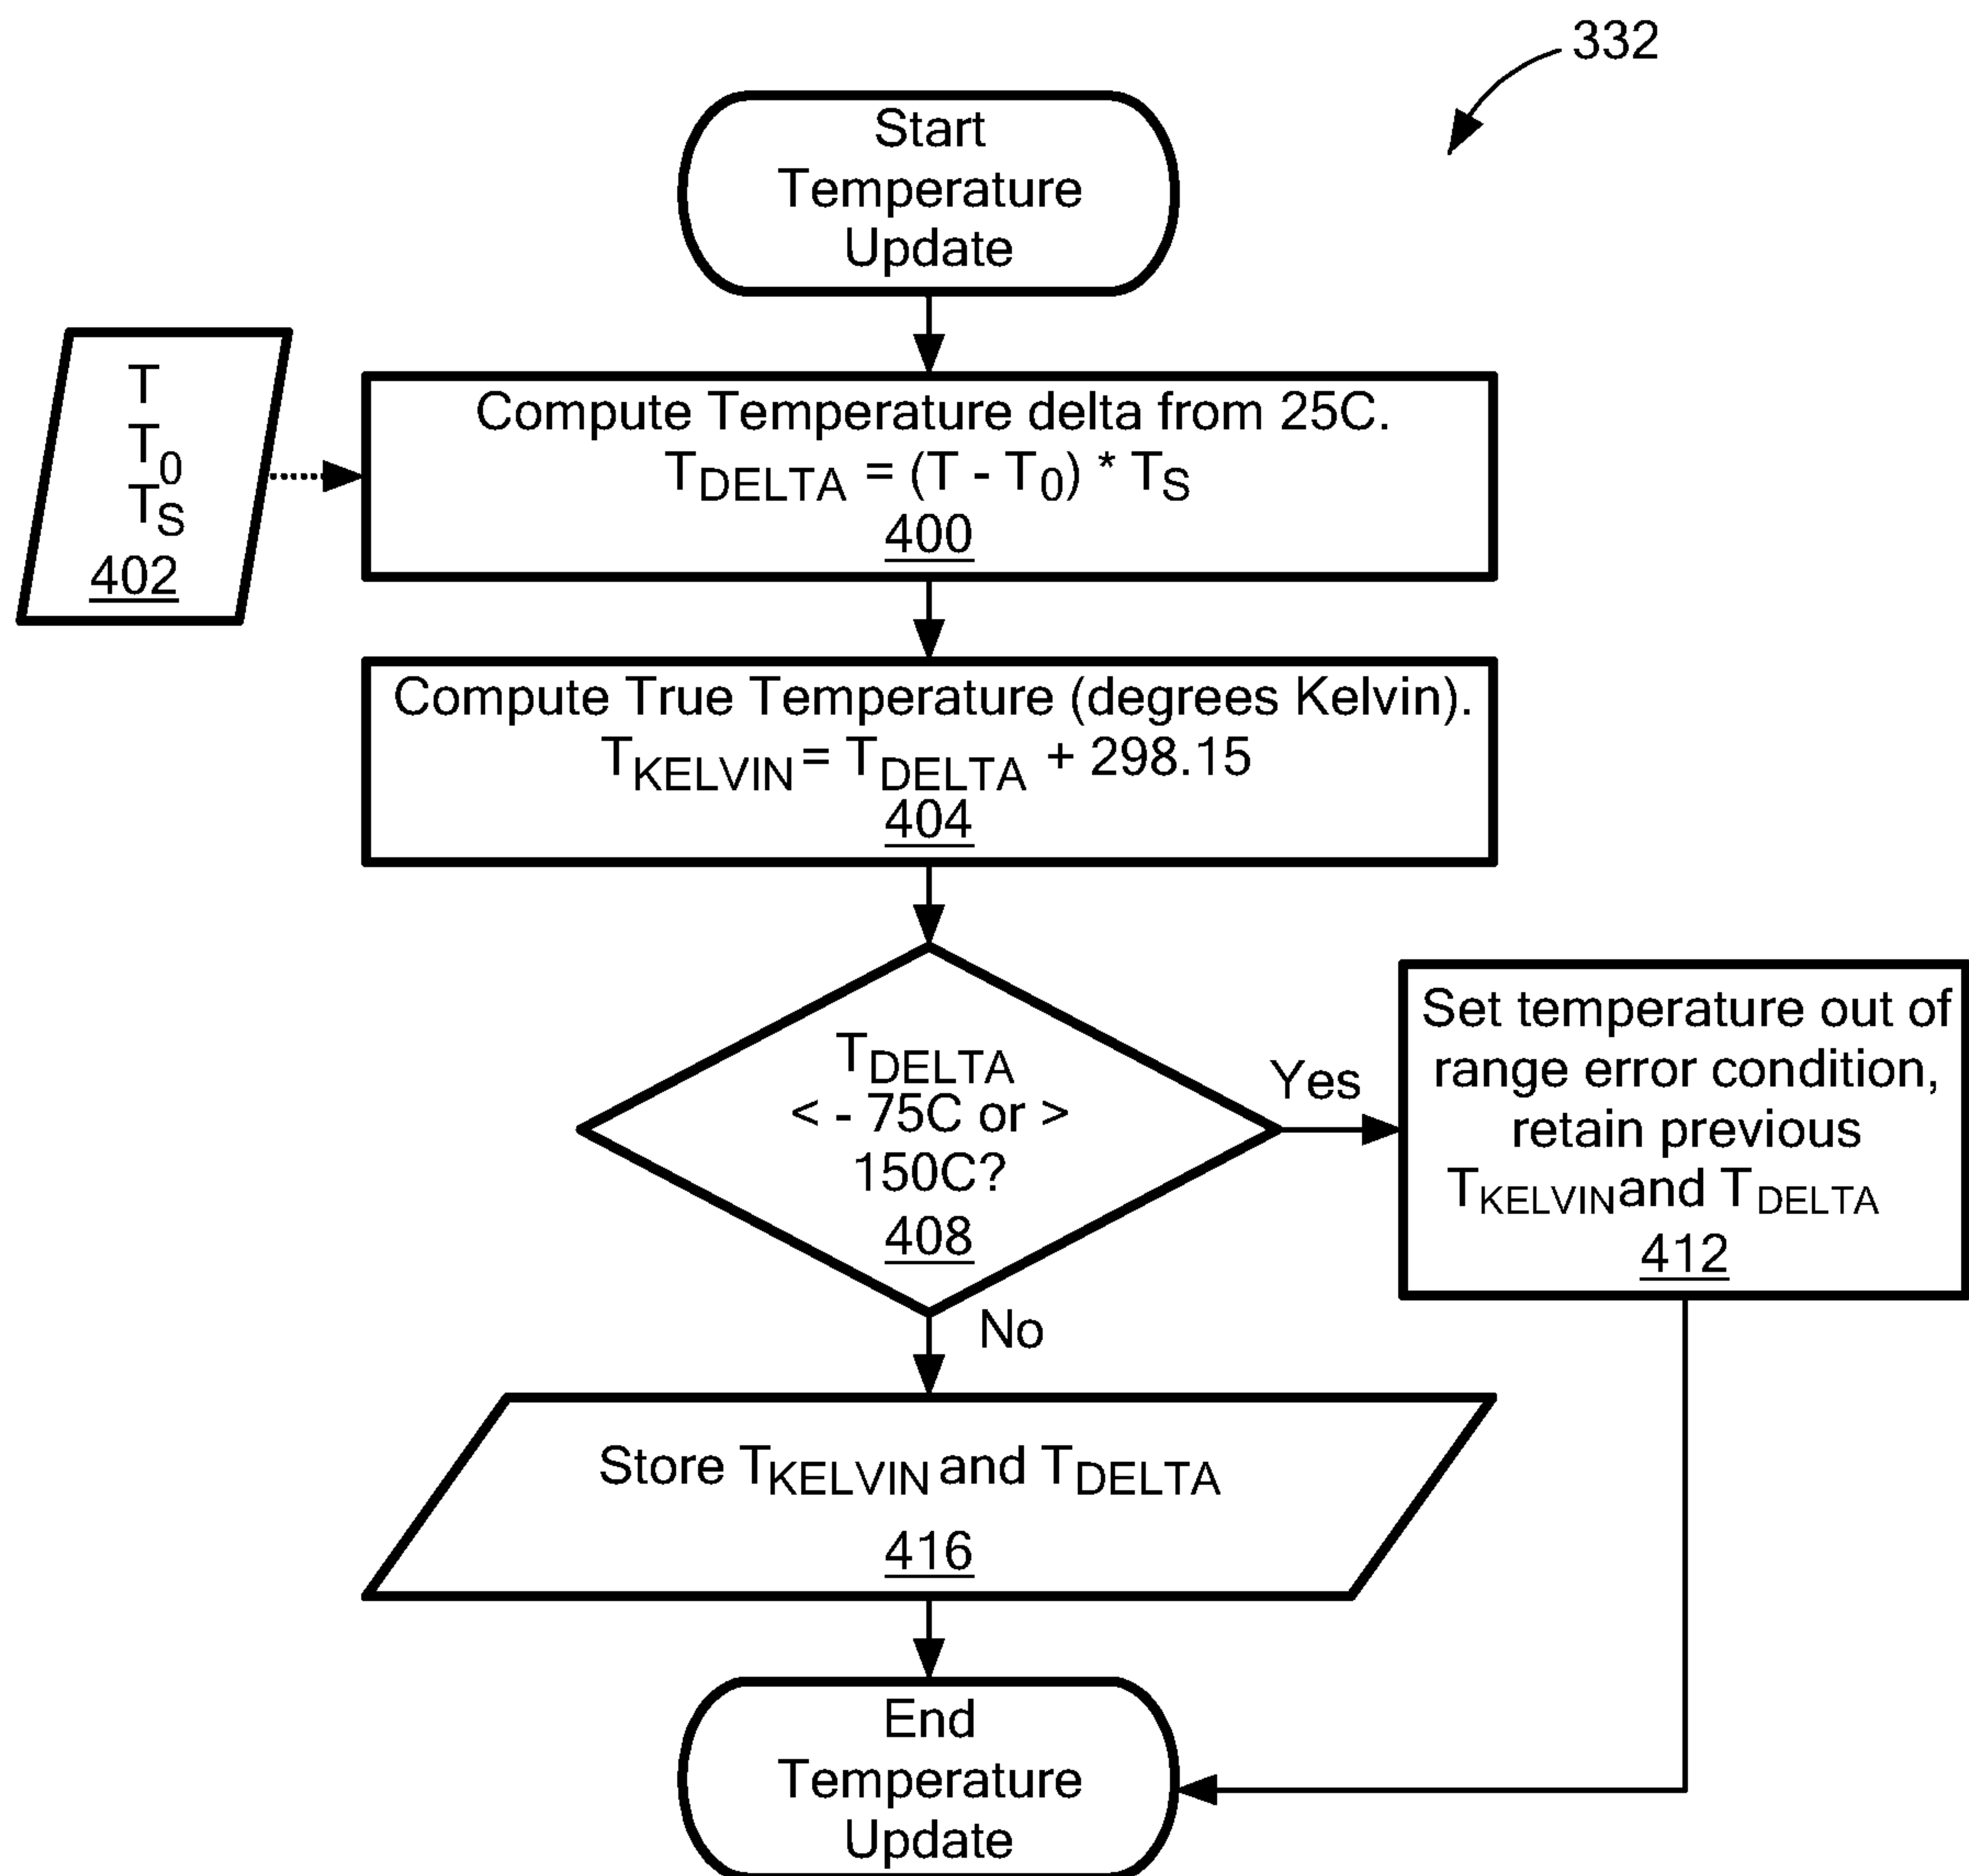 332
Start
Temperature
Update
T
T0
TS
402
Compute Temperature delta from 25C.
TDELTA = (T - T0) * TS
400
Compute True Temperature (degrees Kelvin).
TKELVIN = TDELTA + 298.15
404
TDELTA
< - 75C or >
150C?
408
Yes
Set temperature out of
range error condition,
retain previous
TKELVIN and TDELTA
412
No
Store TKELVIN and TDELTA
416
End
Temperature
Update